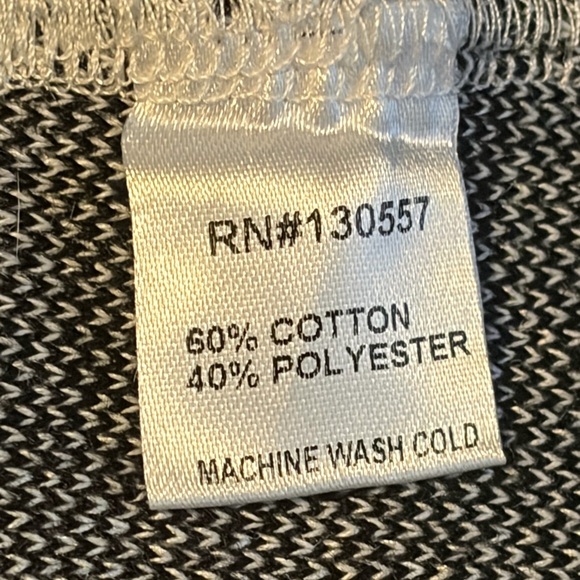 RN#130557
60% COTTON
40% POLYESTER
MACHINE WASH COLD